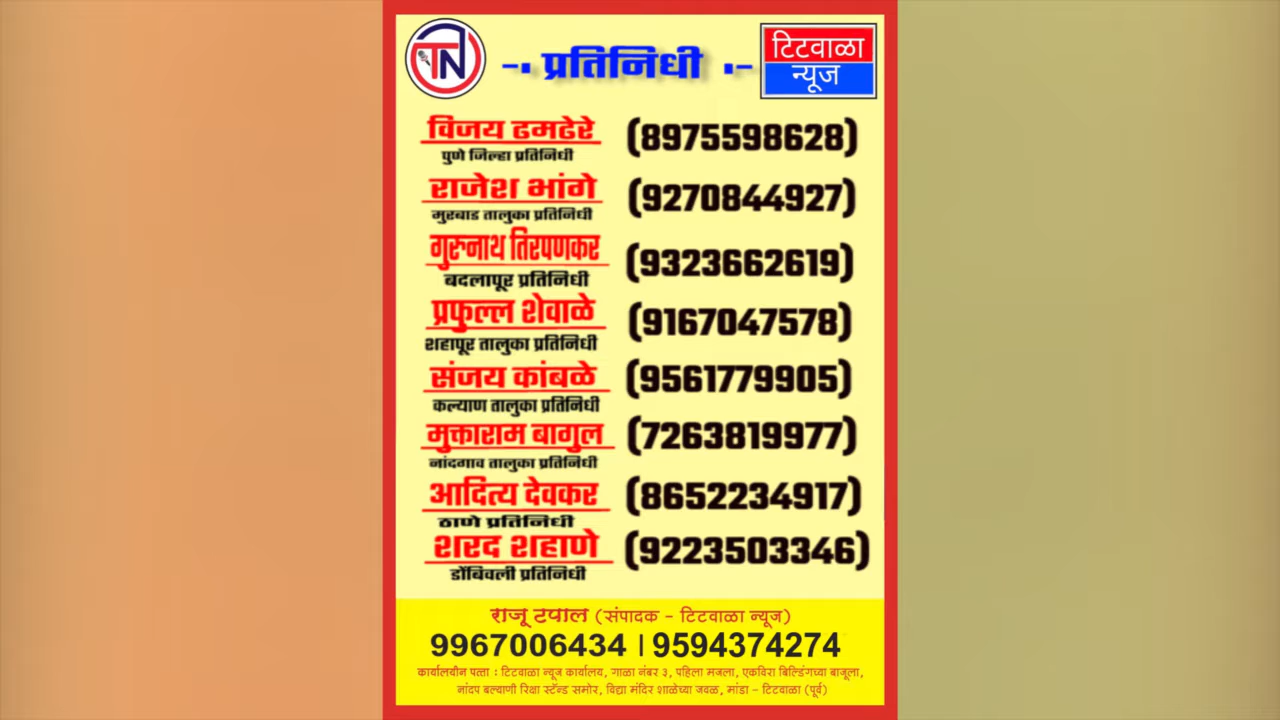 TN
-: प्रतिनिधी :-
टिटवाळा
न्यूज
विजय ढमढेरे (8975598628)
पुणे जिल्हा प्रतिनिधी
राजेश भांगे (9270844927)
मुरबाड तालुका प्रतिनिधी
गुरुनाथ तिरपणकर (9323662619)
बदलापूर प्रतिनिधी
प्रफुल्ल शेवाळे (9167047578)
शहापूर तालुका प्रतिनिधी
संजय कांबळे (9561779905)
कल्याण तालुका प्रतिनिधी
मुक्ताराम बागुल (7263819977)
नांदगाव तालुका प्रतिनिधी
आदित्य देवकर (8652234917)
ठाणे प्रतिनिधी
शरद शहाणे (9223503346)
डोंबिवली प्रतिनिधी
राजू टपाल (संपादक - टिटवाळा न्यूज)
9967006434 | 9594374274
कार्यालयीन पत्ता : टिटवाळा न्यूज कार्यालय, गाळा नंबर ३, पहिला मजला, एकविरा बिल्डिंगच्या बाजूला,
नांदप बल्याणी रिक्षा स्टॅन्ड समोर, विद्या मंदिर शाळेच्या जवळ, मांडा - टिटवाळा (पूर्व)